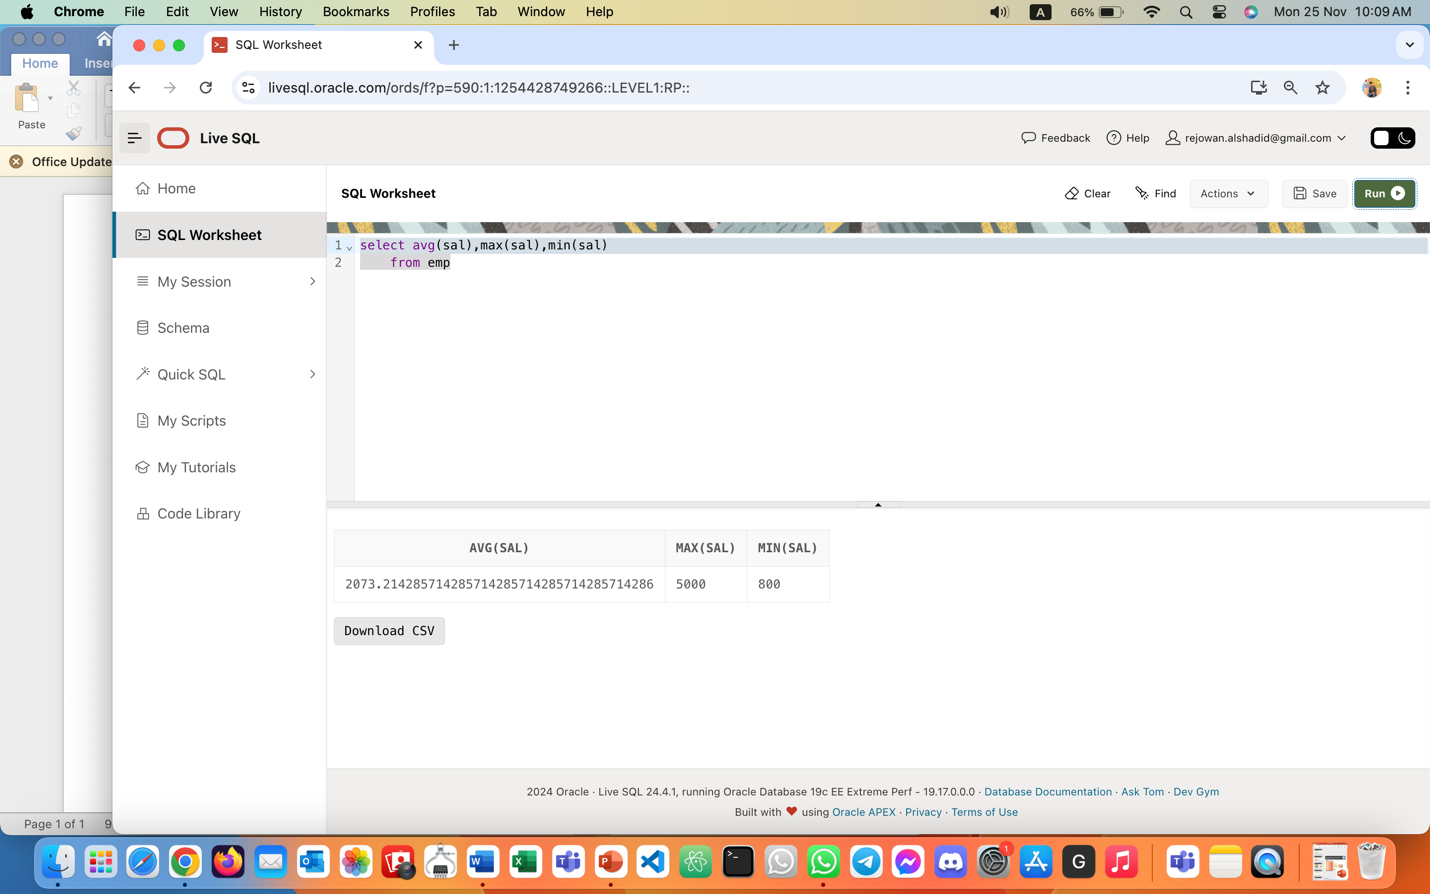 Chrome File Edit View History Bookmarks Profiles Tab Window Help A 66% Mon 25 Nov 10:09 AM
SQL Worksheet
Home
livesql.oracle.com/ords/f?p=590:1:1254428749266::LEVEL1:RP::
Paste
Live SQL Feedback Help rejowan.alshadid@gmail.com
Office Update
Home
SQL Worksheet Clear Find Actions Save Run
SQL Worksheet
1 select avg(sal),max(sal),min(sal)
2 from emp
My Session
Schema
Quick SQL
My Scripts
My Tutorials
Code Library
AVG(SAL) MAX(SAL) MIN(SAL)
2073.214285714285714285714285714285714286 5000 800
Download CSV
2024 Oracle · Live SQL 24.4.1, running Oracle Database 19c EE Extreme Perf - 19.17.0.0.0 · Database Documentation · Ask Tom · Dev Gym
Built with ❤ using Oracle APEX · Privacy · Terms of Use
Page 1 of 1 9
1